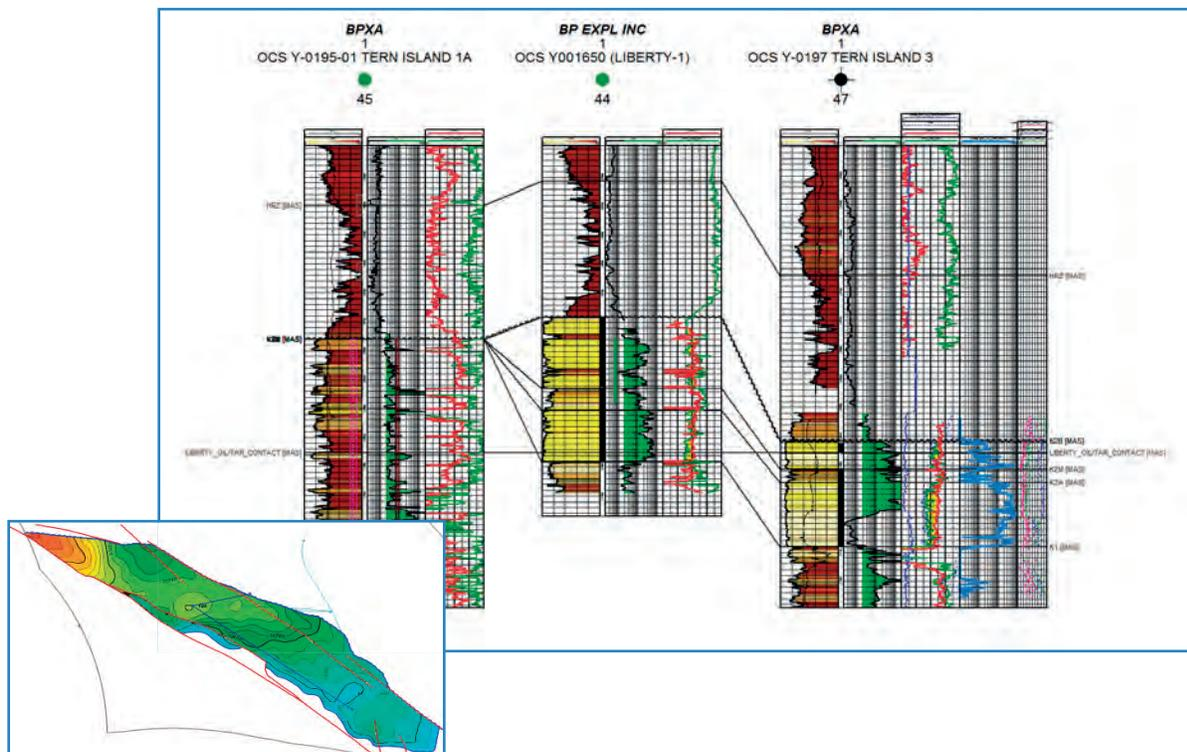 BPXA
1
OCS Y-0195-01 TERN ISLAND 1A
45
BP EXPL INC
1
OCS Y001650 (LIBERTY-1)
44
BPXA
1
OCS Y-0197 TERN ISLAND 3
47
HRZ [MAS]
[MAS]
LIBERTY_OIL/TAR_CONTACT [MAS]
HRZ [MAS]
K2B [MAS]
LIBERTY_OIL/TAR_CONTACT [MAS]
K2M [MAS]
K2A [MAS]
K1 [MAS]